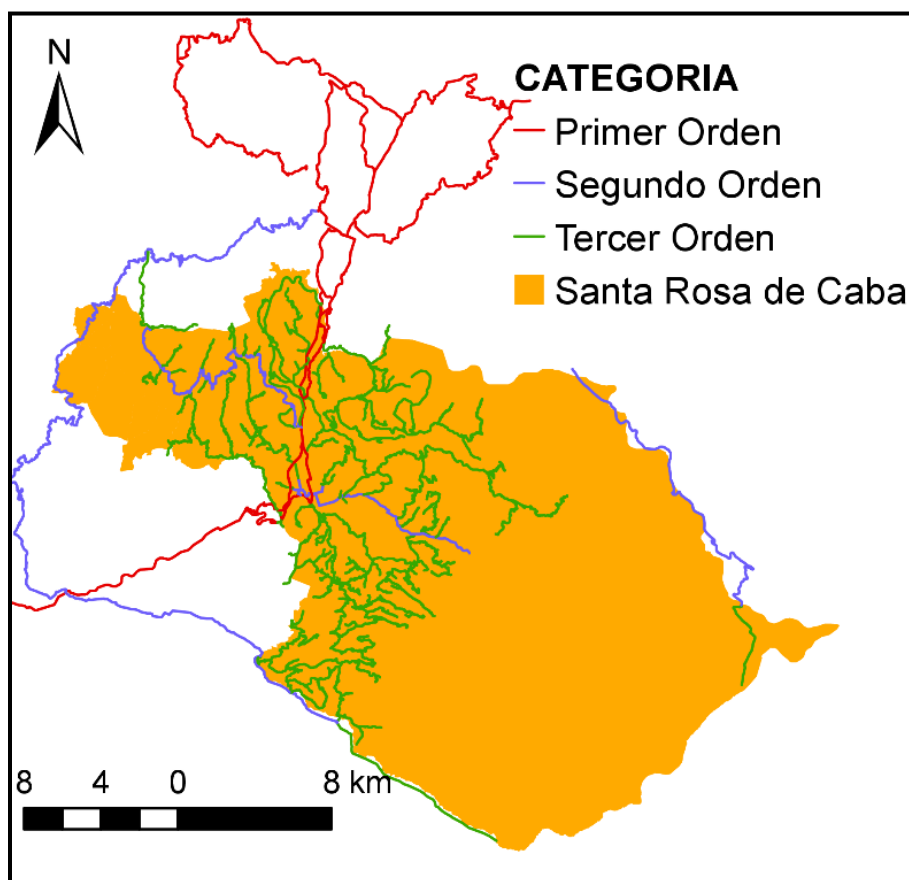 N
CATEGORIA
Primer Orden
Segundo Orden
Tercer Orden
Santa Rosa de Caba
8 4 0 8 km